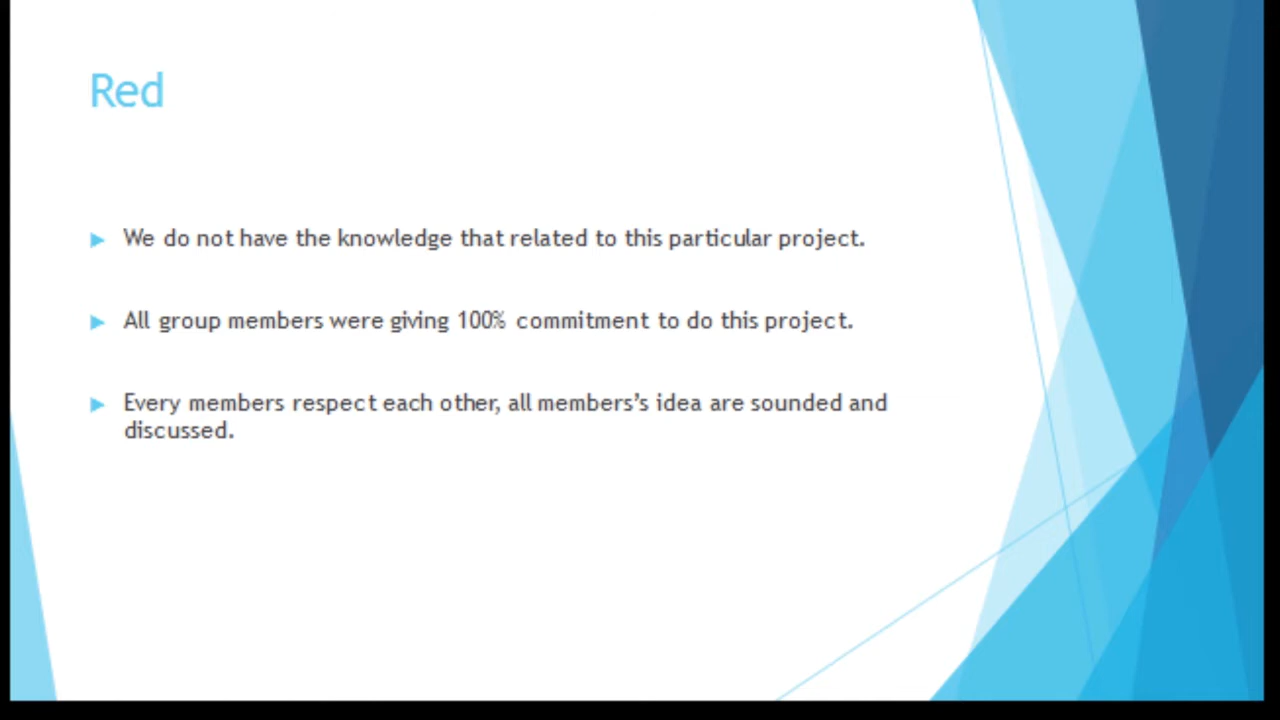 Red
We do not have the knowledge that related to this particular project.
All group members were giving 100% commitment to do this project.
Every members respect each other, all members’s idea are sounded and
discussed.